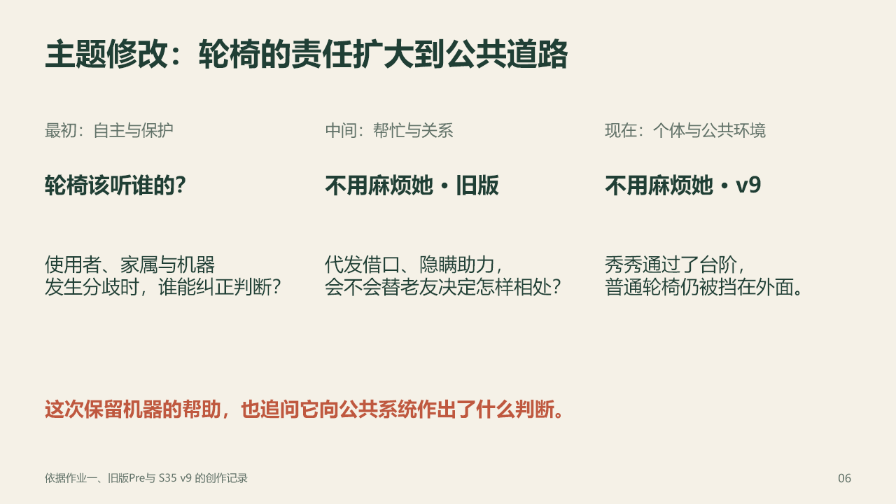 主题修改：轮椅的责任扩大到公共道路
最初：自主与保护
轮椅该听谁的？
使用者、家属与机器
发生分歧时，谁能纠正判断？
中间：帮忙与关系
不用麻烦她·旧版
代发借口、隐瞒助力，
会不会替老友决定怎样相处？
现在：个体与公共环境
不用麻烦她·v9
秀秀通过了台阶，
普通轮椅仍被挡在外面。
这次保留机器的帮助，也追问它向公共系统作出了什么判断。
依据作业一、旧版Pre与 S35 v9 的创作记录
06